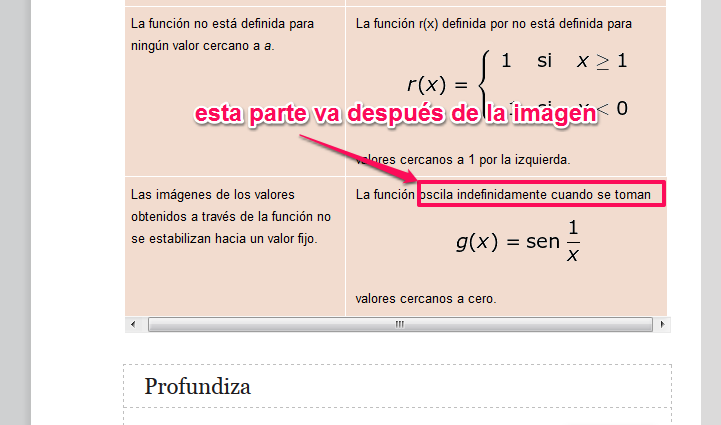 La función no está definida para
ningún valor cercano a a.
La función r(x) definida por no está definida para
r(x) = { 1 si x ≥ 1
si x < 0
esta parte va después de la imagen
valores cercanos a 1 por la izquierda.
Las imágenes de los valores
obtenidos a través de la función no
se estabilizan hacia un valor fijo.
La función oscila indefinidamente cuando se toman
g(x) = sen 1/x
valores cercanos a cero.
Profundiza